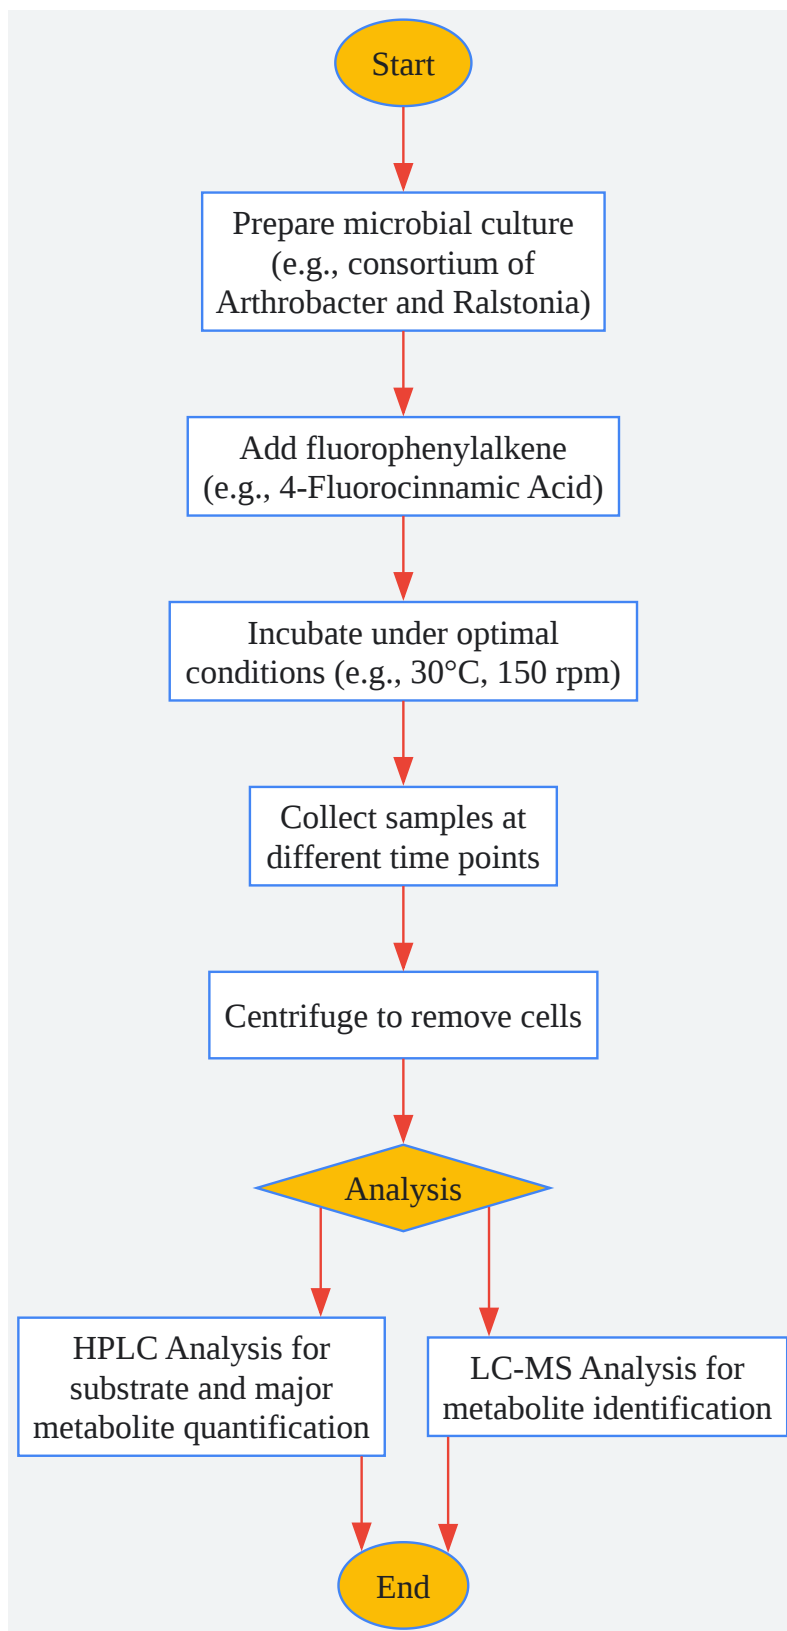 Start
Prepare microbial culture
(e.g., consortium of
Arthrobacter and Ralstonia)
Add fluorophenylalkene
(e.g., 4-Fluorocinnamic Acid)
Incubate under optimal
conditions (e.g., 30°C, 150 rpm)
Collect samples at
different time points
Centrifuge to remove cells
Analysis
HPLC Analysis for
substrate and major
metabolite quantification
LC-MS Analysis for
metabolite identification
End